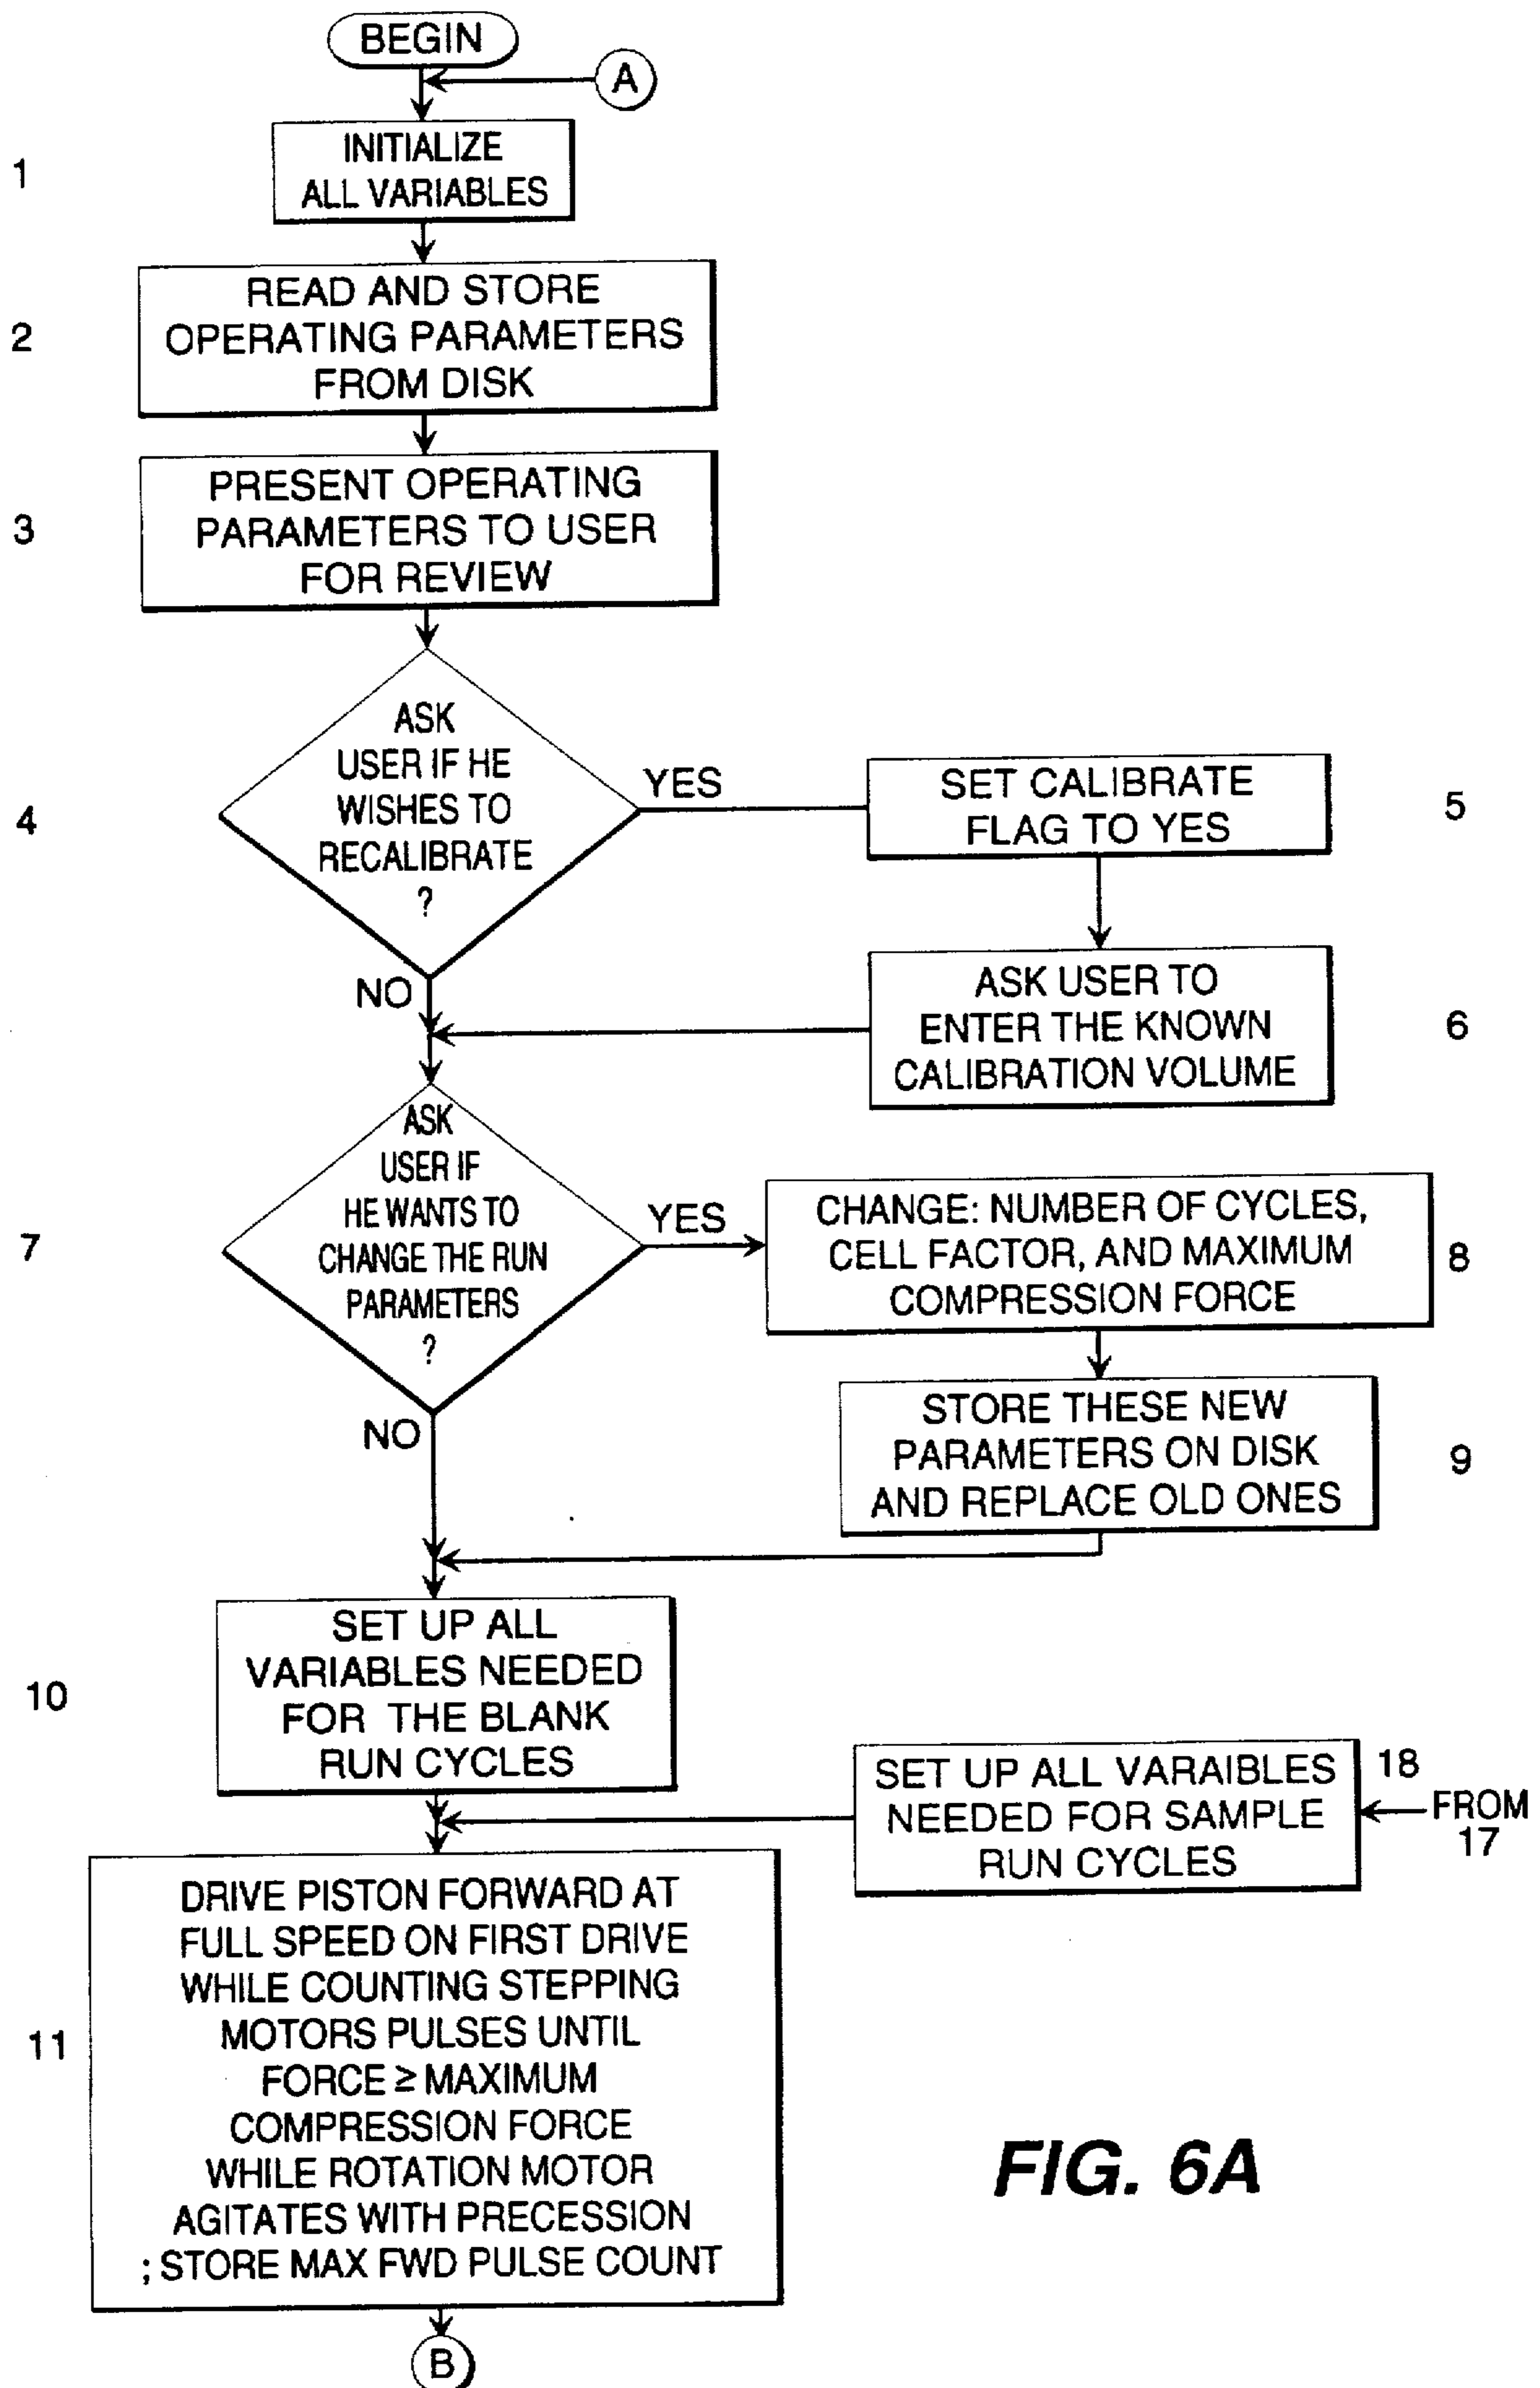 BEGIN
A
1
INITIALIZE
ALL VARIABLES
2
READ AND STORE
OPERATING PARAMETERS
FROM DISK
3
PRESENT OPERATING
PARAMETERS TO USER
FOR REVIEW
4
ASK
USER IF HE
WISHES TO
RECALIBRATE
?
YES
SET CALIBRATE
FLAG TO YES
5
NO
ASK USER TO
ENTER THE KNOWN
CALIBRATION VOLUME
6
7
ASK
USER IF
HE WANTS TO
CHANGE THE RUN
PARAMETERS
?
YES
CHANGE: NUMBER OF CYCLES,
CELL FACTOR, AND MAXIMUM
COMPRESSION FORCE
8
NO
STORE THESE NEW
PARAMETERS ON DISK
AND REPLACE OLD ONES
9
10
SET UP ALL
VARIABLES NEEDED
FOR THE BLANK
RUN CYCLES
SET UP ALL VARAIBLES
NEEDED FOR SAMPLE
RUN CYCLES
18
FROM
17
11
DRIVE PISTON FORWARD AT
FULL SPEED ON FIRST DRIVE
WHILE COUNTING STEPPING
MOTORS PULSES UNTIL
FORCE ≥ MAXIMUM
COMPRESSION FORCE
WHILE ROTATION MOTOR
AGITATES WITH PRECESSION
; STORE MAX FWD PULSE COUNT
B
FIG. 6A